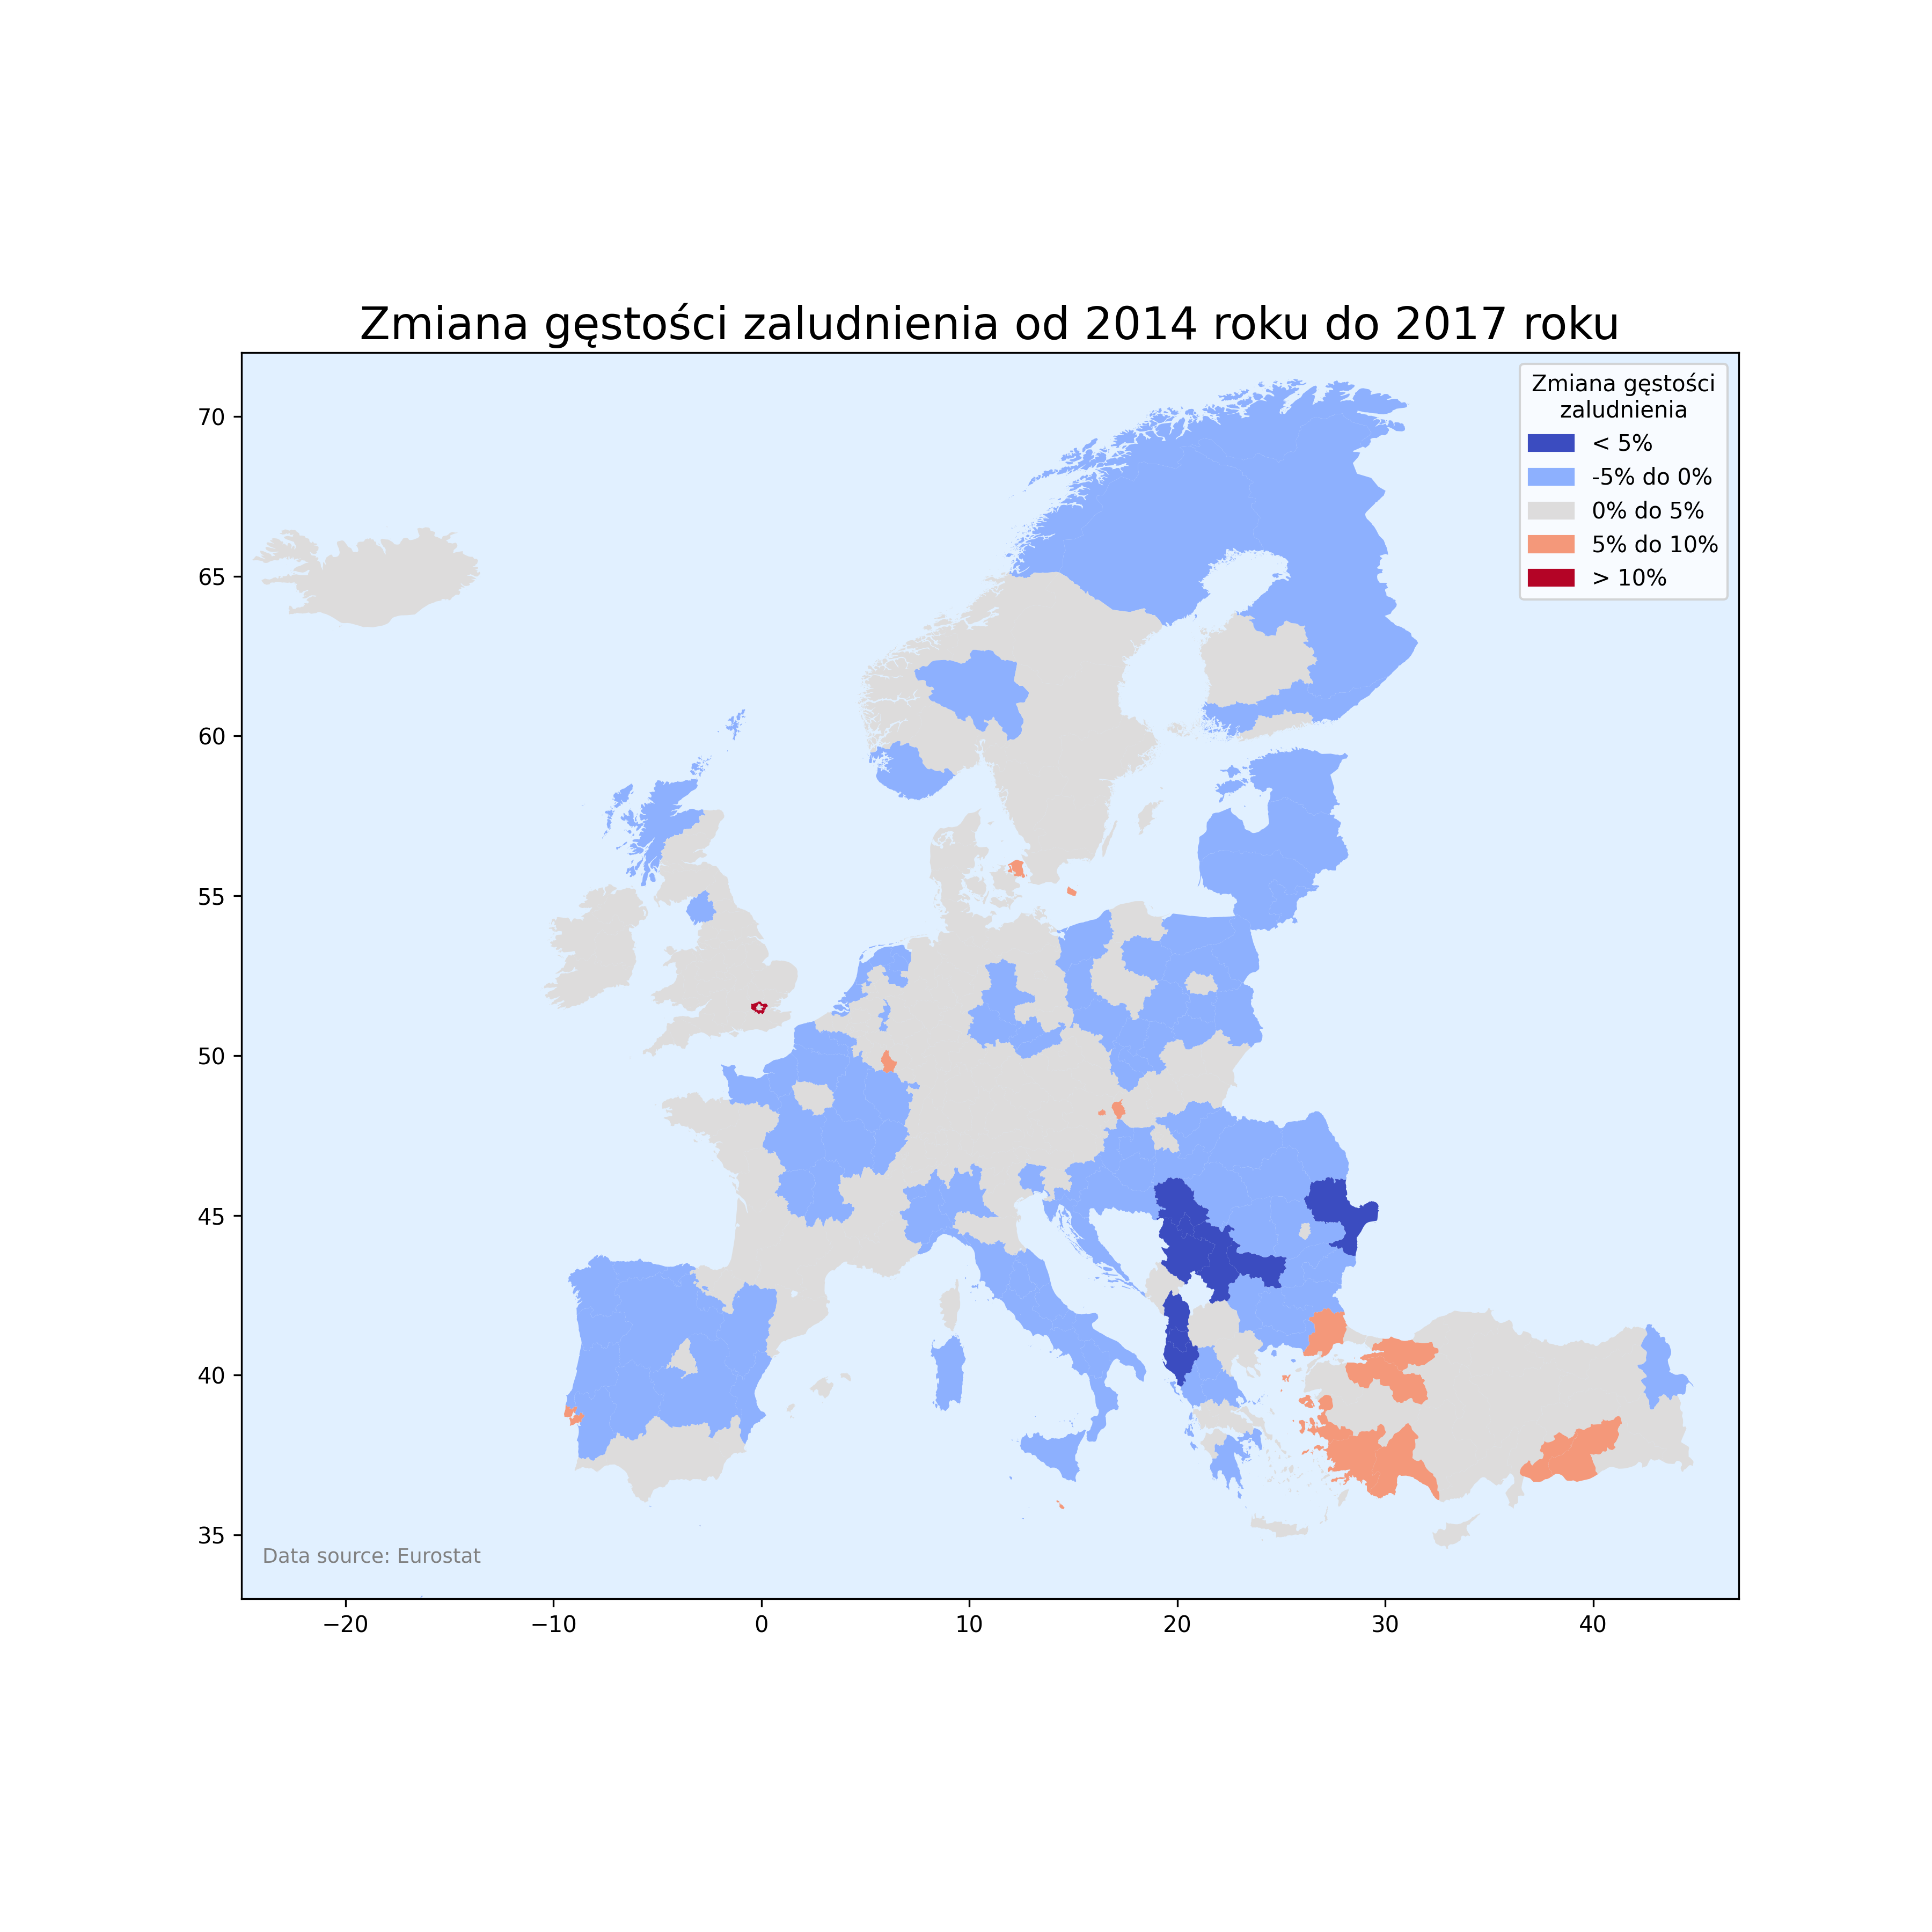 Zmiana gęstości zaludnienia od 2014 roku do 2017 roku
Zmiana gęstości
zaludnienia
< 5%
-5% do 0%
0% do 5%
5% do 10%
> 10%
70
65
60
55
50
45
40
35
Data source: Eurostat
−20
−10
0
10
20
30
40